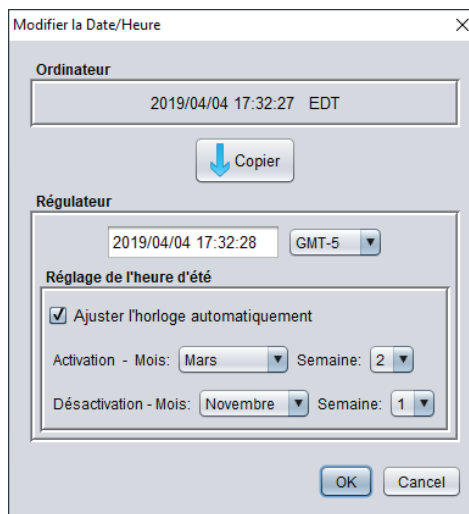 Modifier la Date/Heure
Ordinateur
2019/04/04 17:32:27 EDT
Copier
Régulateur
2019/04/04 17:32:28 GMT-5
Réglage de l'heure d'été
Ajuster l'horloge automatiquement
Activation - Mois: Mars Semaine: 2
Désactivation - Mois: Novembre Semaine: 1
OK Cancel